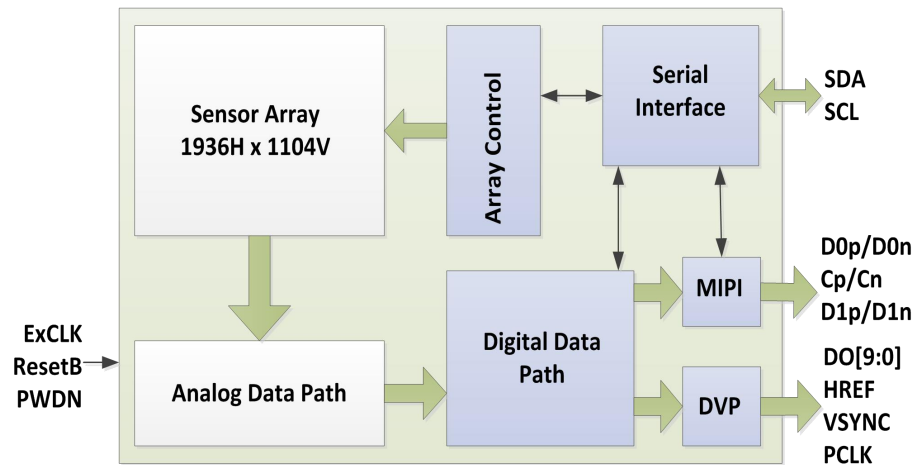 Sensor Array
1936H x 1104V
Array Control
Serial
Interface
SDA
SCL
D0p/D0n
Cp/Cn
D1p/D1n
MIPI
ExCLK
ResetB
PWDN
Analog Data Path
Digital Data
Path
DVP
DO[9:0]
HREF
VSYNC
PCLK